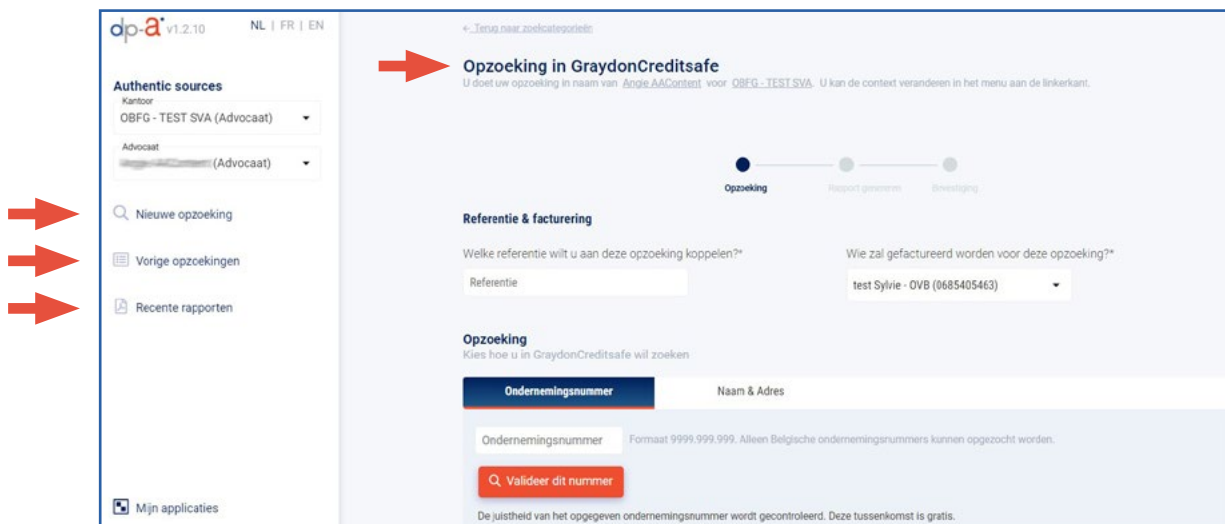 dp-a v1.2.10
NL | FR | EN
Authentic sources
Kantoor
OBFG - TEST SVA (Advocaat)
Advocaat
(Advocaat)
Nieuwe opzoeking
Vorige opzoekingen
Recente rapporten
Mijn applicaties
← Terug naar zoekcategorieën
Opzoeking in GraydonCreditsafe
U doet uw opzoeking in naam van Angie AAContent voor OBFG - TEST SVA. U kan de context veranderen in het menu aan de linkerkant.
Opzoeking
Rapport genereren
Bevestiging
Referentie & facturering
Welke referentie wilt u aan deze opzoeking koppelen?*
Referentie
Wie zal gefactureerd worden voor deze opzoeking?*
test Sylvie - OVB (0685405463)
Opzoeking
Kies hoe u in GraydonCreditsafe wil zoeken
Ondernemingsnummer
Naam & Adres
Ondernemingsnummer
Formaat 9999.999.999. Alleen Belgische ondernemingsnummers kunnen opgezocht worden.
Valideer dit nummer
De juistheid van het opgegeven ondernemingsnummer wordt gecontroleerd. Deze tussenkomst is gratis.